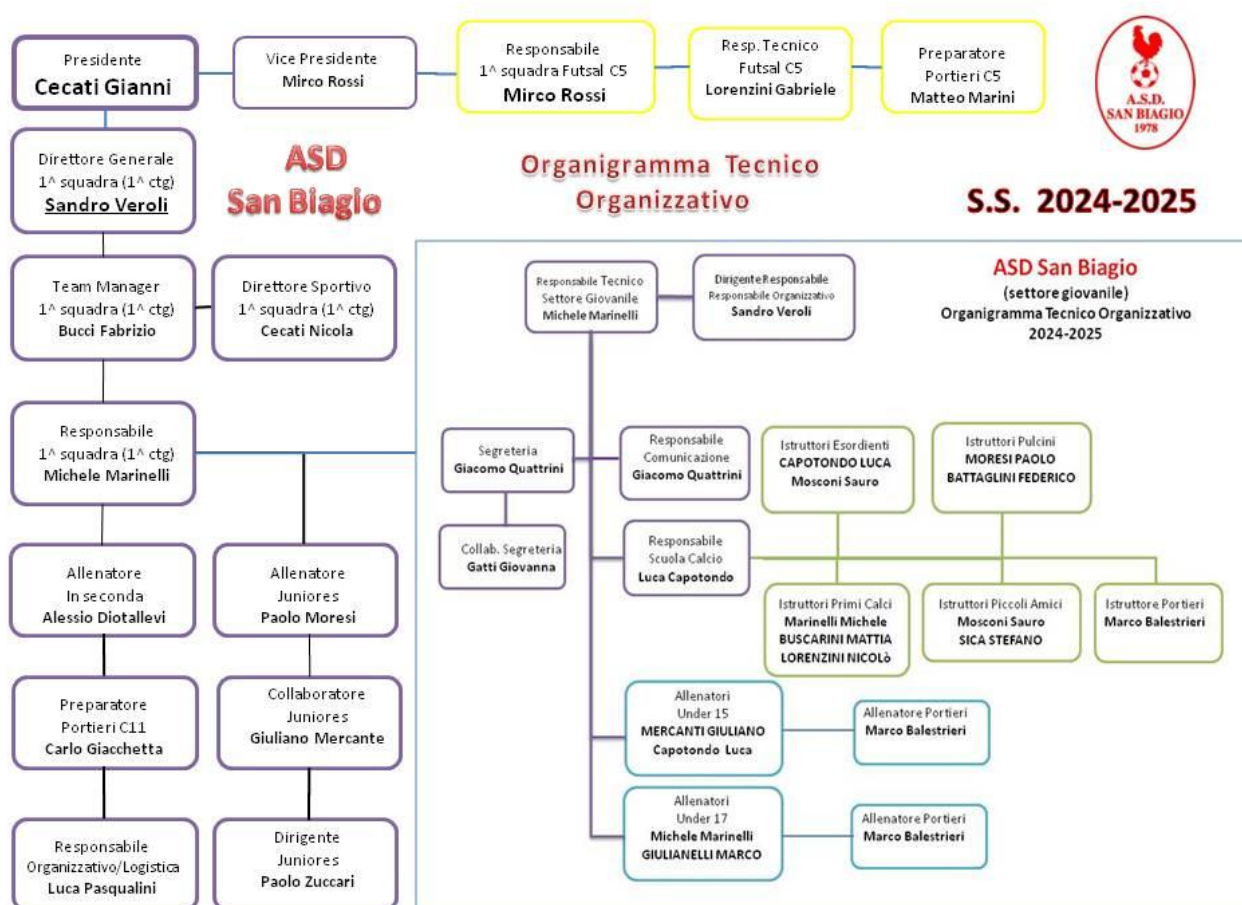 Presidente
Cecati Gianni
Vice Presidente
Mirco Rossi
Responsabile
1^ squadra Futsal C5
Mirco Rossi
Resp. Tecnico
Futsal C5
Lorenzini Gabriele
Preparatore
Portieri C5
Matteo Marini
A.S.D.
SAN BIAGIO
1978
Direttore Generale
1^ squadra (1^ ctg)
Sandro Veroli
ASD
San Biagio
Organigramma Tecnico
Organizzativo
S.S. 2024-2025
Team Manager
1^ squadra (1^ ctg)
Bucci Fabrizio
Direttore Sportivo
1^ squadra (1^ ctg)
Cecati Nicola
Responsabile
1^ squadra (1^ ctg)
Michele Marinelli
Allenatore
In seconda
Alessio Diotallevi
Allenatore
Juniores
Paolo Moresi
Preparatore
Portieri C11
Carlo Giacchetta
Collaboratore
Juniores
Giuliano Mercante
Responsabile
Organizzativo/Logistica
Luca Pasqualini
Dirigente
Juniores
Paolo Zuccari
Responsabile Tecnico
Settore Giovanile
Michele Marinelli
Dirigente Responsabile
Responsabile Organizzativo
Sandro Veroli
ASD San Biagio
(settore giovanile)
Organigramma Tecnico Organizzativo
2024-2025
Segreteria
Giacomo Quattrini
Responsabile
Comunicazione
Giacomo Quattrini
Istruttori Esordienti
CAPOTONDO LUCA
Mosconi Sauro
Istruttori Pulcini
MORESI PAOLO
BATTAGLINI FEDERICO
Collab. Segreteria
Gatti Giovanna
Responsabile
Scuola Calcio
Luca Capotondo
Istruttori Primi Calci
Marinelli Michele
BUSCARINI MATTIA
LORENZINI NICOLò
Istruttori Piccoli Amici
Mosconi Sauro
SICA STEFANO
Istruttore Portieri
Marco Balestrieri
Allenatori
Under 15
MERCANTI GIULIANO
Capotondo Luca
Allenatore Portieri
Marco Balestrieri
Allenatori
Under 17
Michele Marinelli
GIULIANELLI MARCO
Allenatore Portieri
Marco Balestrieri